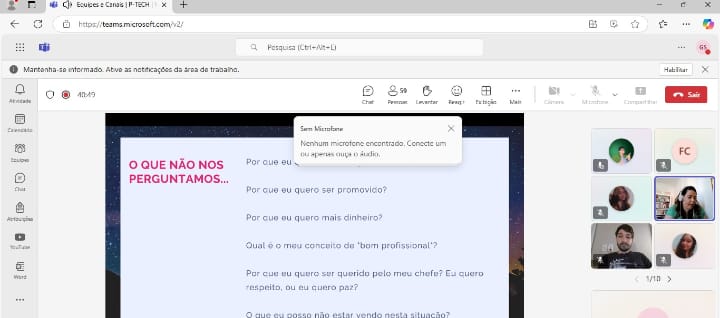 Equipes e Canais | P-TECH |
https://teams.microsoft.com/v2/
Pesquisa (Ctrl+Alt+E)
GS
Mantenha-se informado. Ative as notificações da área de trabalho.
Habilitar
40:49
Chat
59
Pessoas
Levantar
Reagir
Exibição
Mais
Câmera
Microfone
Compartilhar
Sair
Atividade
Calendário
Equipes
Chat
Atribuições
YouTube
Word
Sem Microfone
Nenhum microfone encontrado. Conecte um
ou apenas ouça o áudio.
O QUE NÃO NOS
PERGUNTAMOS...
Por que eu
Por que eu quero ser promovido?
Por que eu quero mais dinheiro?
Qual é o meu conceito de "bom profissional"?
Por que eu quero ser querido pelo meu chefe? Eu quero
respeito, ou eu quero paz?
O que eu posso não estar vendo nesta situação?
FC
1/10